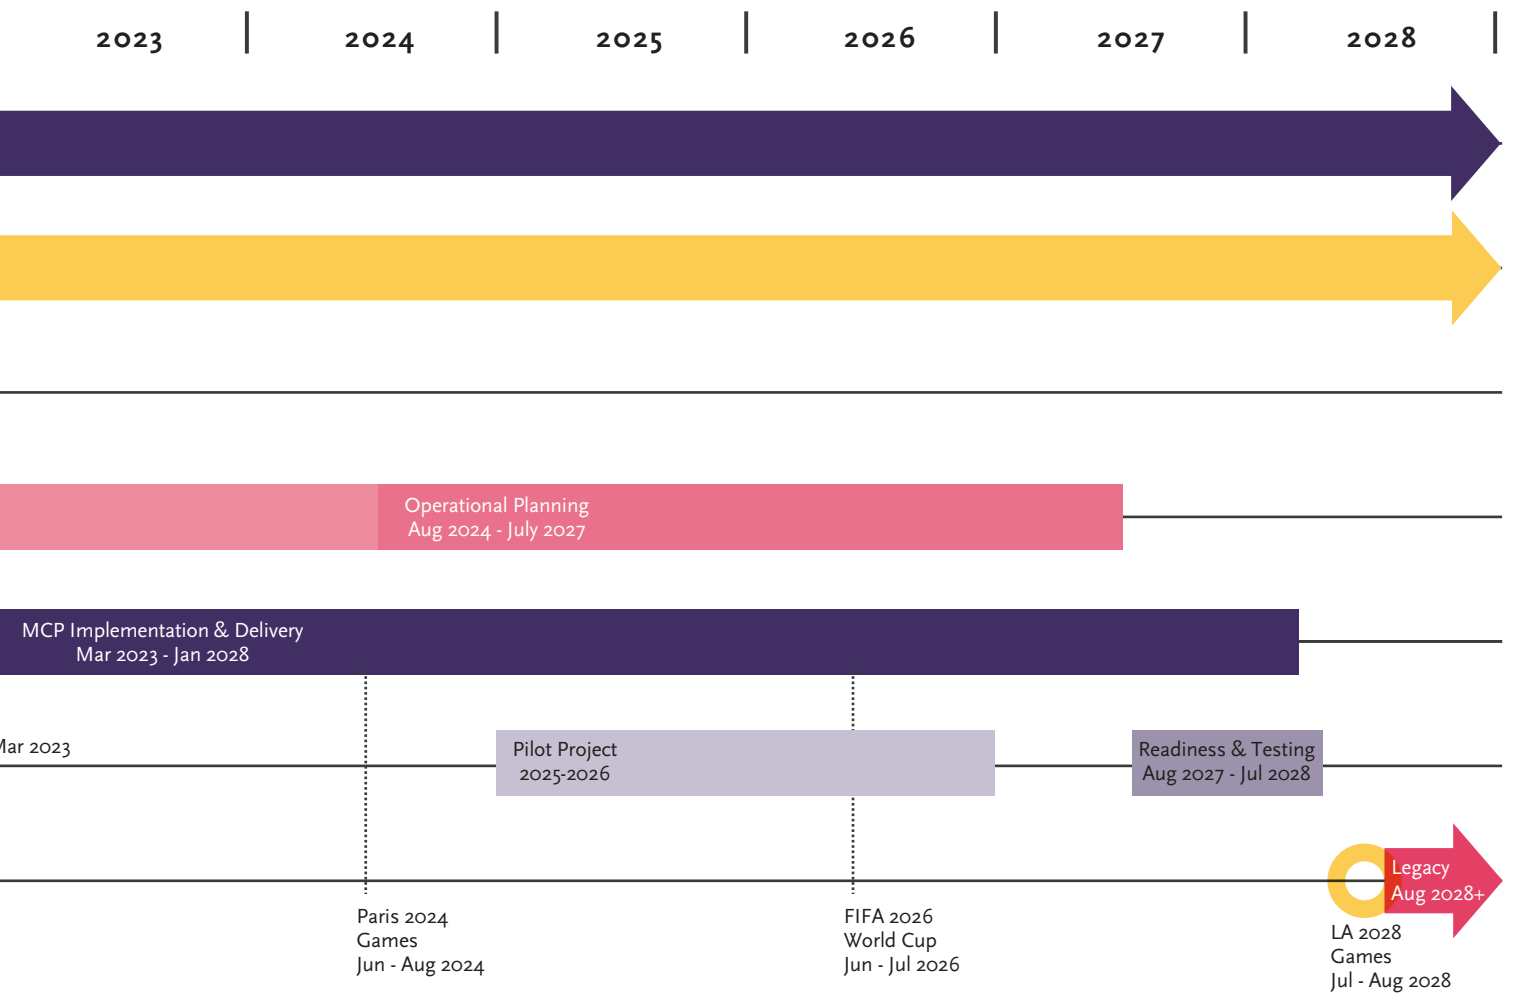 2023 | 2024 | 2025 | 2026 | 2027 | 2028 |
Operational Planning
Aug 2024 - July 2027
MCP Implementation & Delivery
Mar 2023 - Jan 2028
Mar 2023
Pilot Project
2025-2026
Readiness & Testing
Aug 2027 - Jul 2028
Legacy
Aug 2028+
Paris 2024
Games
Jun - Aug 2024
FIFA 2026
World Cup
Jun - Jul 2026
LA 2028
Games
Jul - Aug 2028